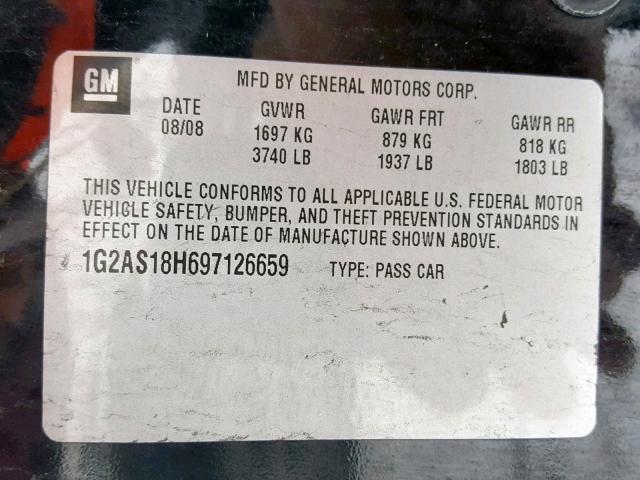 GM
MFD BY GENERAL MOTORS CORP.
DATE GVWR GAWR FRT GAWR RR
08/08 1697 KG 879 KG 818 KG
3740 LB 1937 LB 1803 LB
THIS VEHICLE CONFORMS TO ALL APPLICABLE U.S. FEDERAL MOTOR
VEHICLE SAFETY, BUMPER, AND THEFT PREVENTION STANDARDS IN
EFFECT ON THE DATE OF MANUFACTURE SHOWN ABOVE.
1G2AS18H697126659 TYPE: PASS CAR